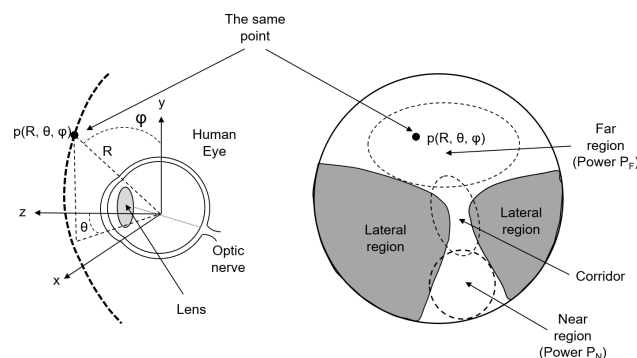 The same
point
p(R, θ, φ)
φ
y
R
Human
Eye
z
θ
x
Optic
nerve
Lens
p(R, θ, φ)
Far
region
(Power P_F)
Lateral
region
Lateral
region
Corridor
Near
region
(Power P_N)